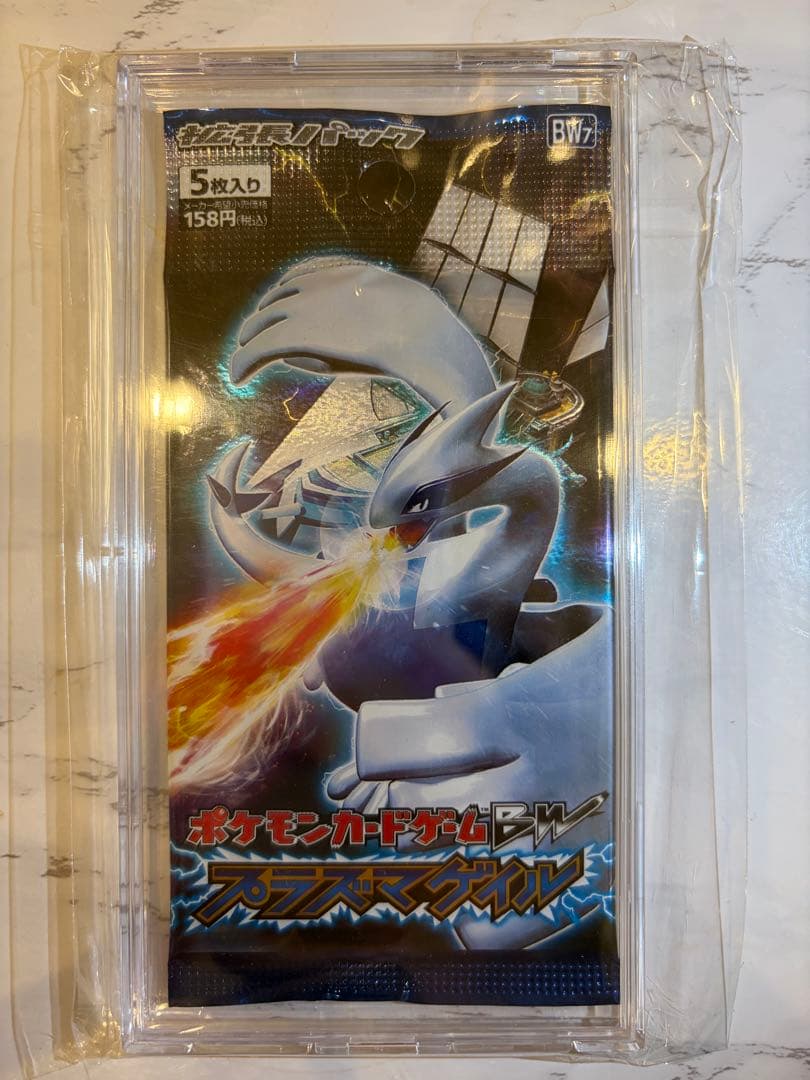 拡張パック
BW7
5枚入り
メーカー希望小売価格
158円(税込)
ポケモンカードゲーム™BW
プラズマゲイル